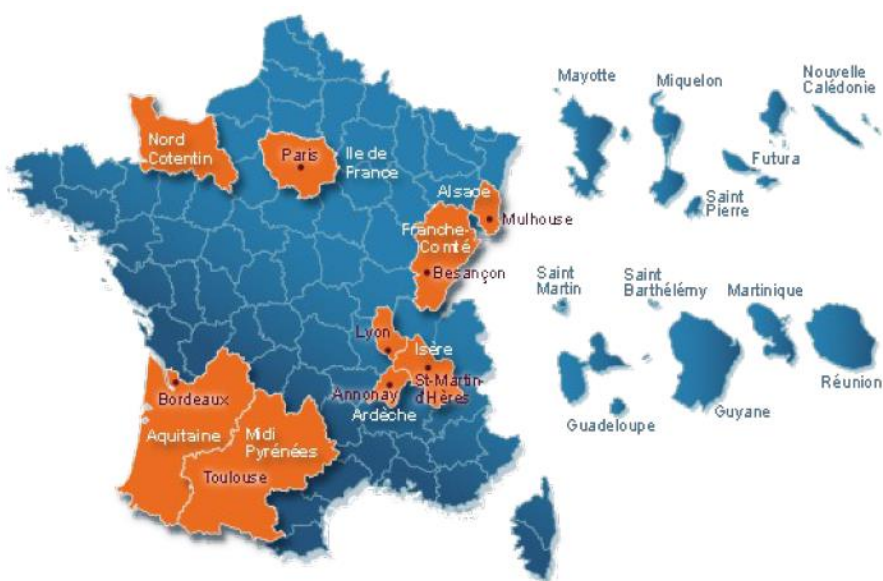 Nord
Cotentin
Paris
Ile de
France
Alsace
Mulhouse
Franche-
Comté
Besançon
Lyon
Isère
St-Martin-
d'Hères
Annonay
Ardèche
Bordeaux
Aquitaine
Midi
Pyrénées
Toulouse
Mayotte
Miquelon
Nouvelle
Calédonie
Futura
Saint
Pierre
Saint
Martin
Saint
Barthélémy
Martinique
Guadeloupe
Guyane
Réunion